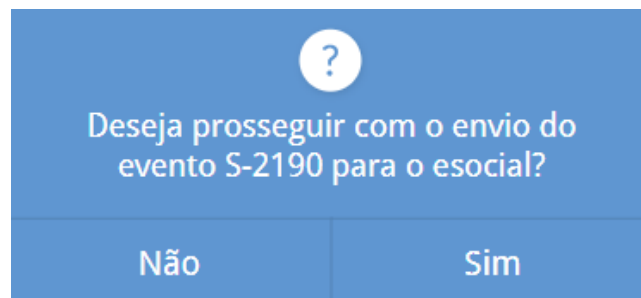 ?
Deseja prosseguir com o envio do
evento S-2190 para o esocial?
Não
Sim